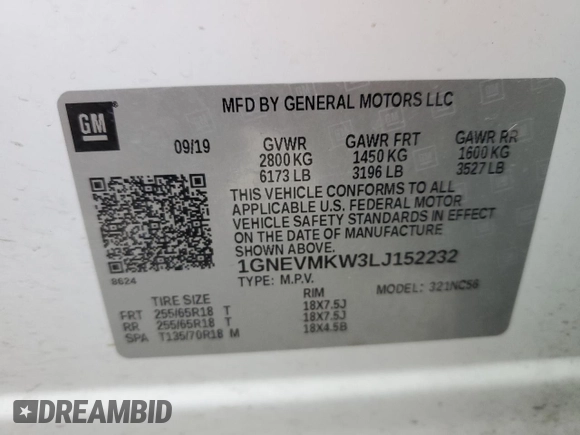 GM
MFD BY GENERAL MOTORS LLC
09/19 GVWR GAWR FRT GAWR RR
2800 KG 1450 KG 1600 KG
6173 LB 3196 LB 3527 LB
THIS VEHICLE CONFORMS TO ALL
APPLICABLE U.S. FEDERAL MOTOR
VEHICLE SAFETY STANDARDS IN EFFECT
ON THE DATE OF MANUFACTURE
SHOWN ABOVE.
1GNEVMKW3LJ152232
8624
TYPE: M.P.V. MODEL: 321NC56
TIRE SIZE RIM
FRT 255/65R18 T 18X7.5J
RR 255/65R18 T 18X7.5J
SPA T135/70R18 M 18X4.5B
DREAMBID